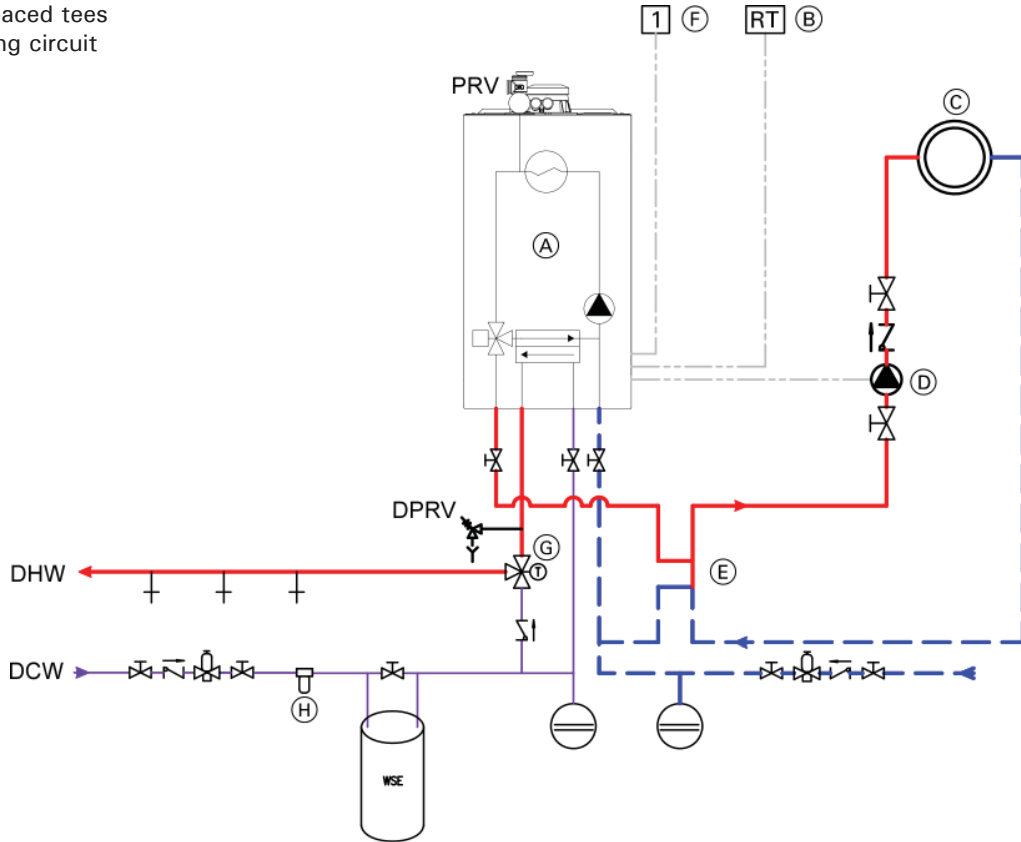 aced tees
ng circuit
1 F RT B
PRV
C
A
D
DPRV
G
T
DHW
E
DCW
H
WSE